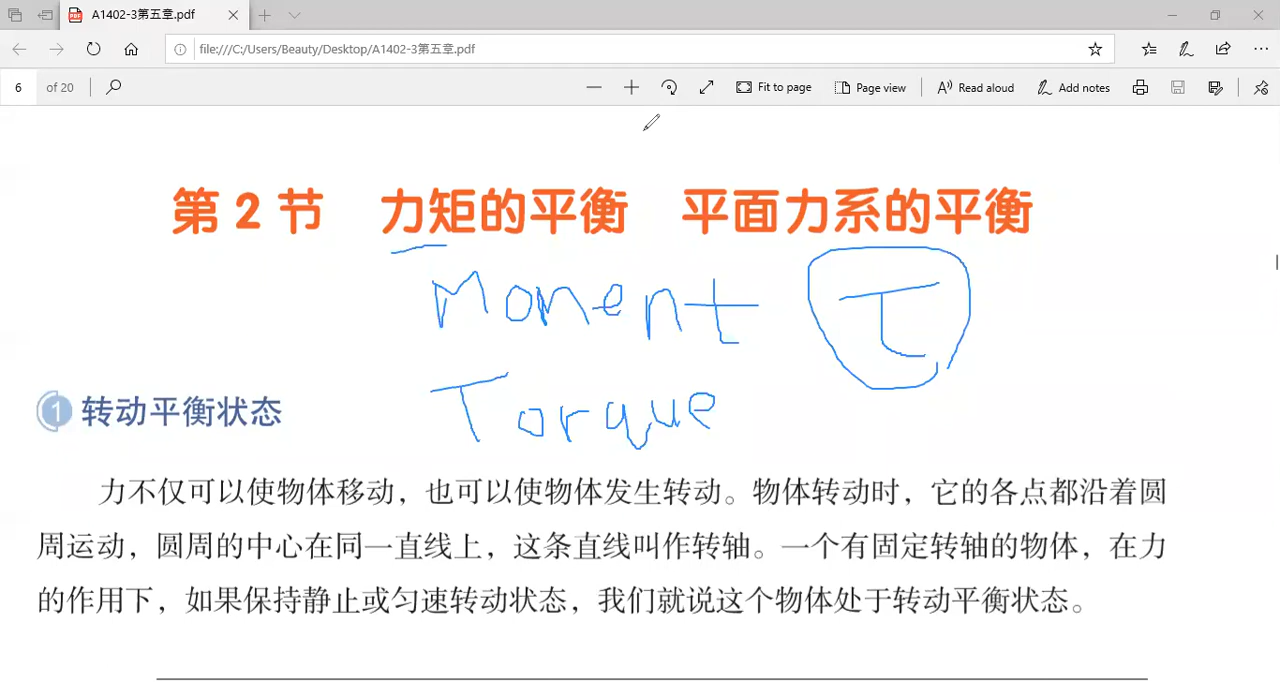 A1402-3第五章.pdf
file:///C:/Users/Beauty/Desktop/A1402-3第五章.pdf
6 of 20 Fit to page Page view Read aloud Add notes
第 2 节 力矩的平衡 平面力系的平衡
Moment τ
Torque
1 转动平衡状态
力不仅可以使物体移动，也可以使物体发生转动。物体转动时，它的各点都沿着圆
周运动，圆周的中心在同一直线上，这条直线叫作转轴。一个有固定转轴的物体，在力
的作用下，如果保持静止或匀速转动状态，我们就说这个物体处于转动平衡状态。